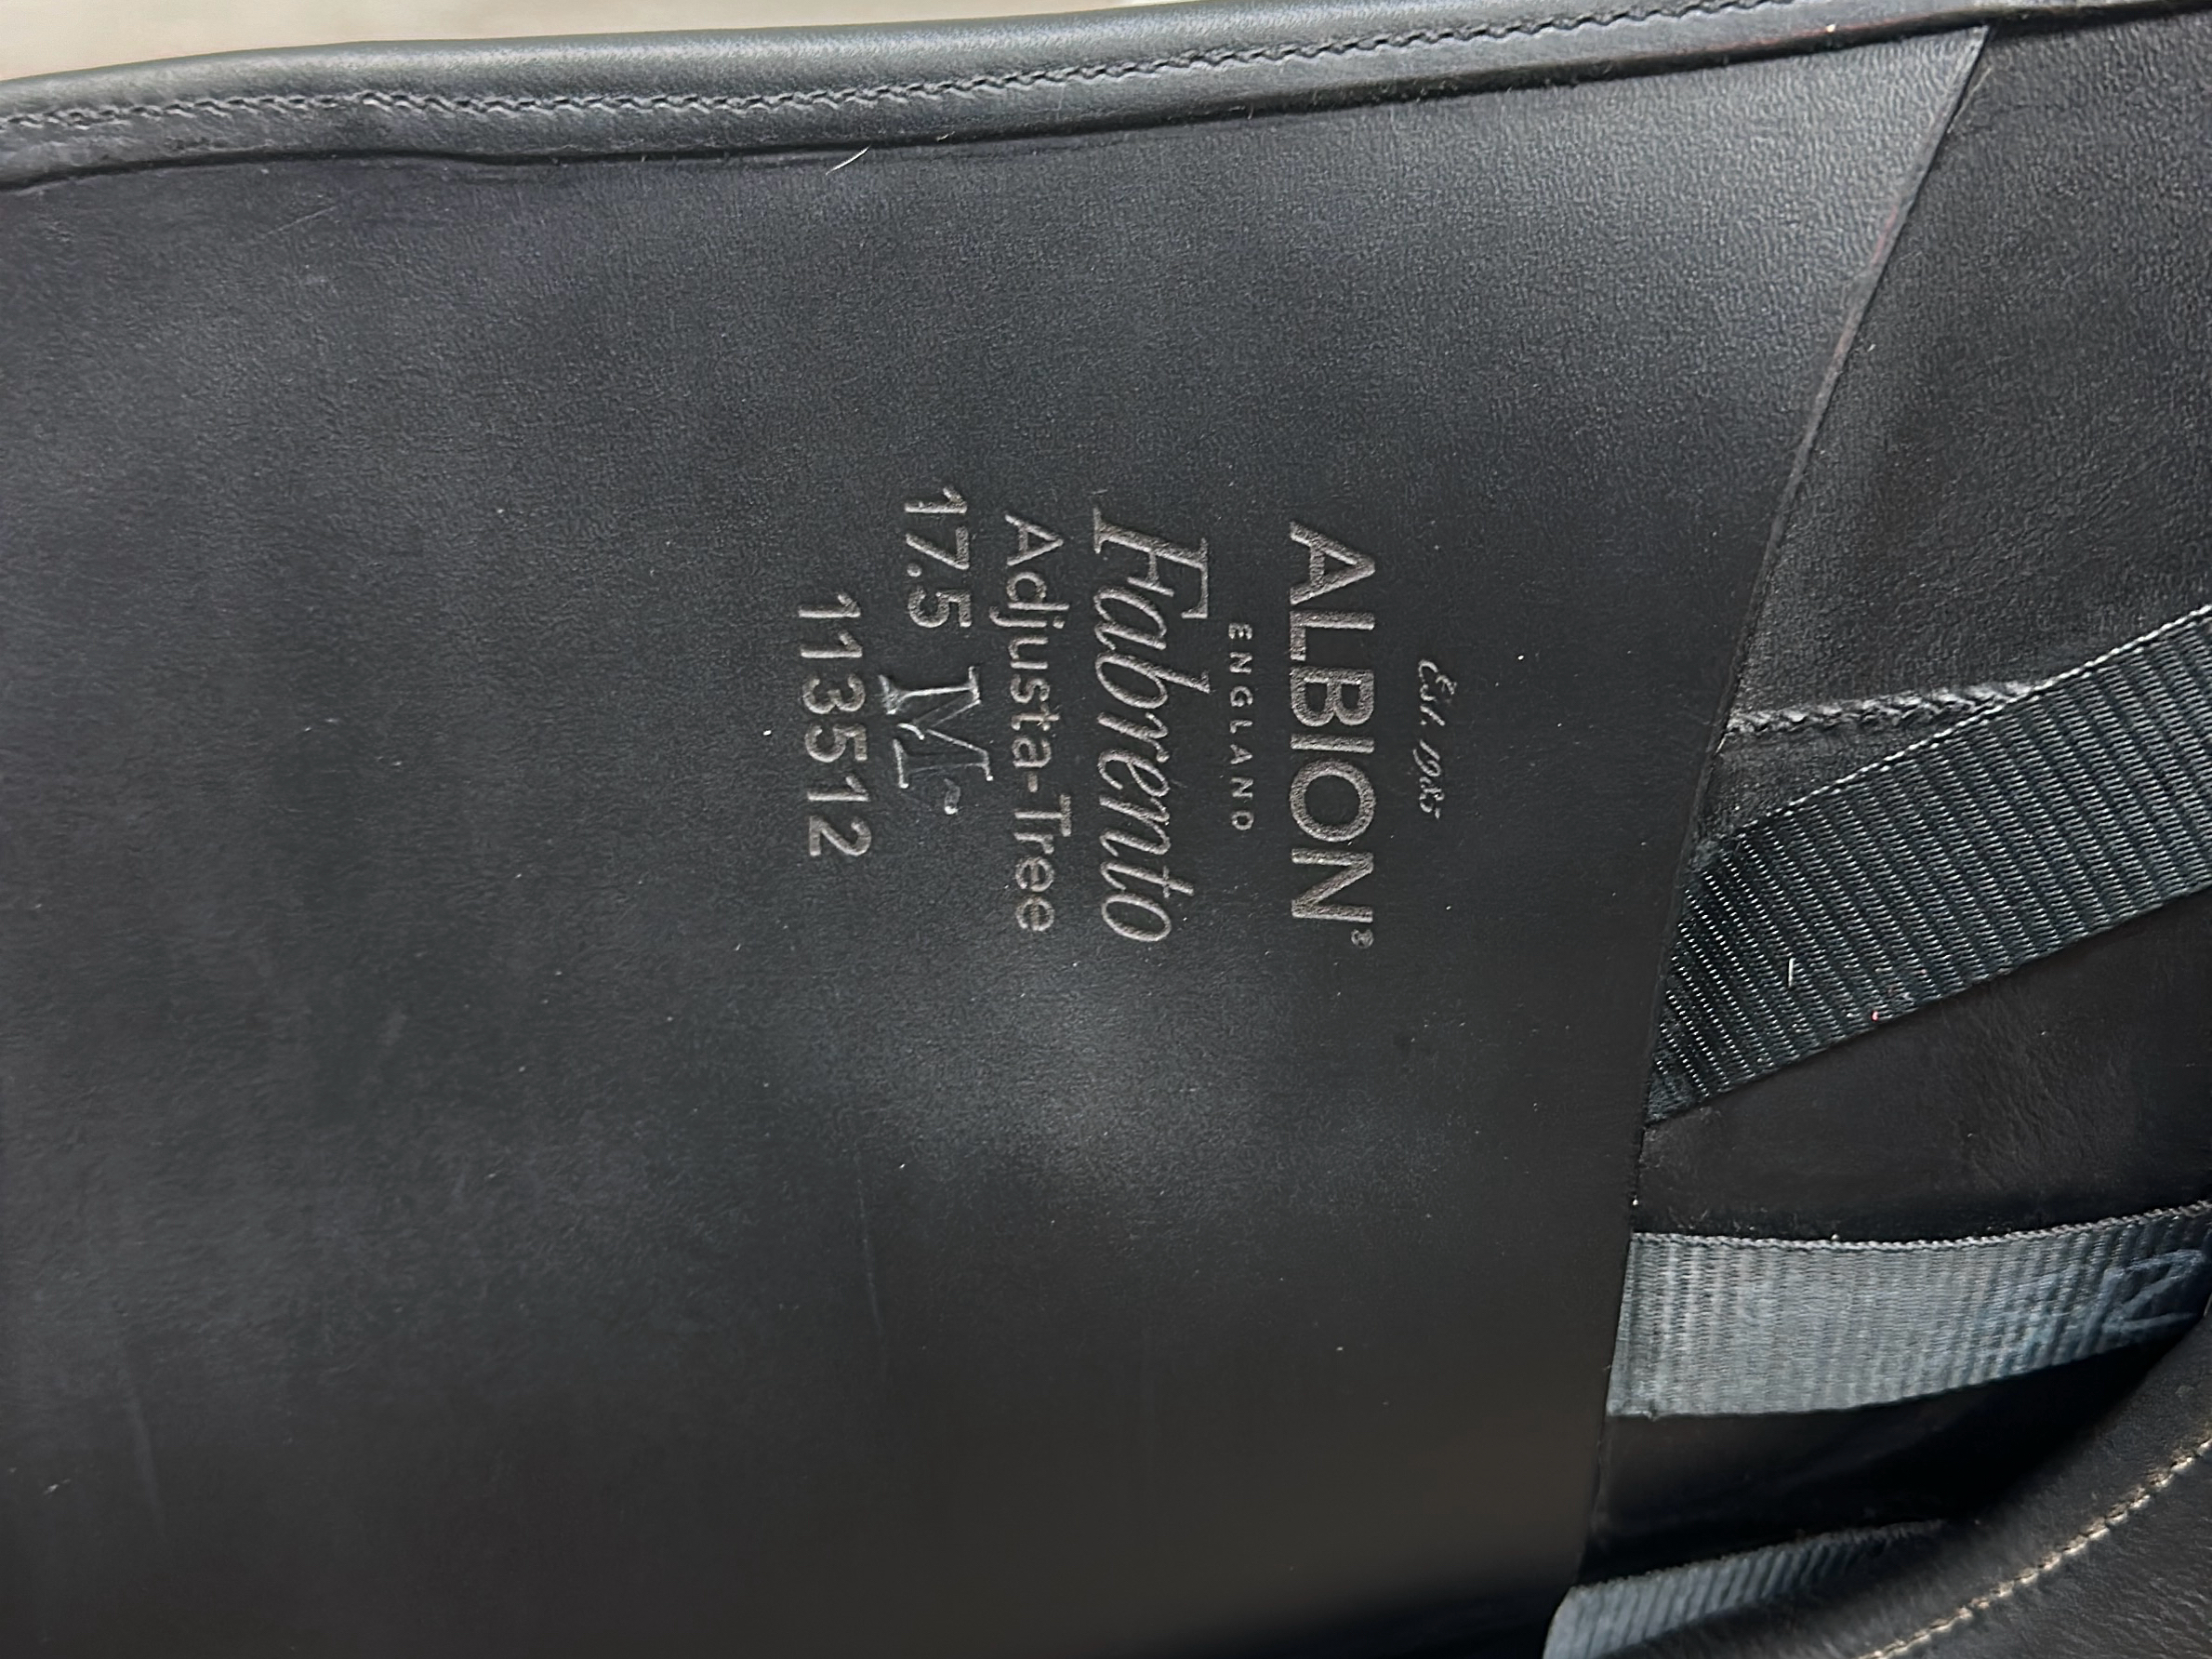 Est. 1985
ALBION®
ENGLAND
Fabrento
Adjusta-Tree
17.5 M
113512